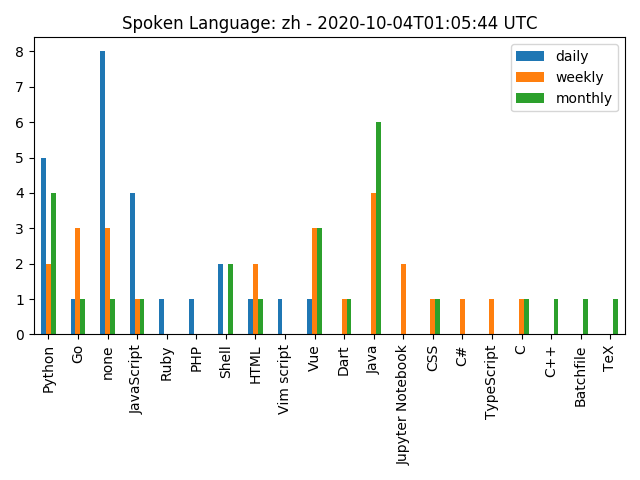 Spoken Language: zh - 2020-10-04T01:05:44 UTC
daily
weekly
monthly
8
7
6
5
4
3
2
1
0
Python
Go
none
JavaScript
Ruby
PHP
Shell
HTML
Vim script
Vue
Dart
Java
Jupyter Notebook
CSS
C#
TypeScript
C
C++
Batchfile
TeX